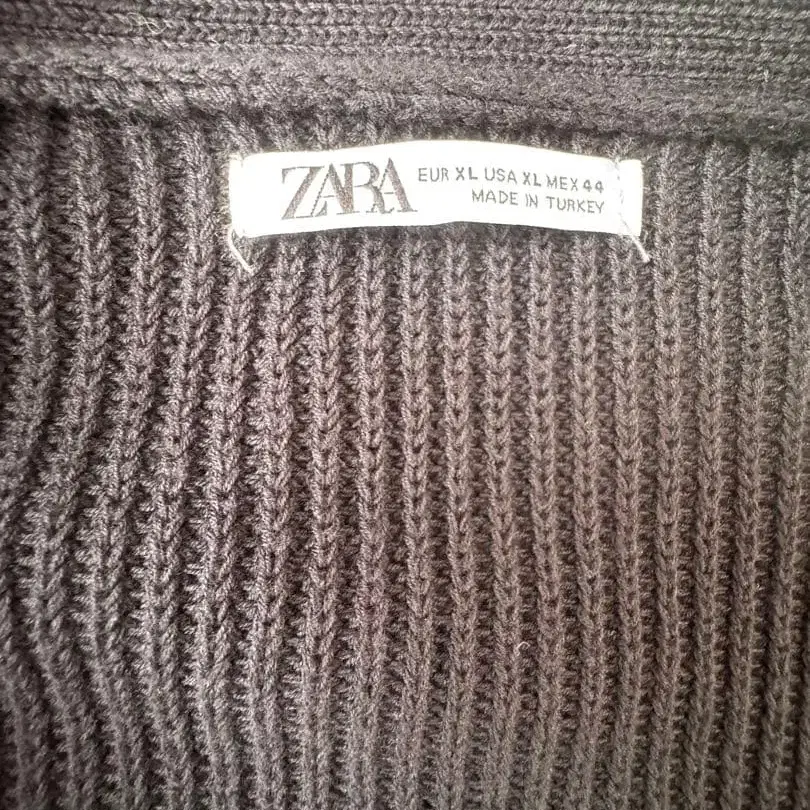 ZARA
EUR XL USA XL MEX 44
MADE IN TURKEY